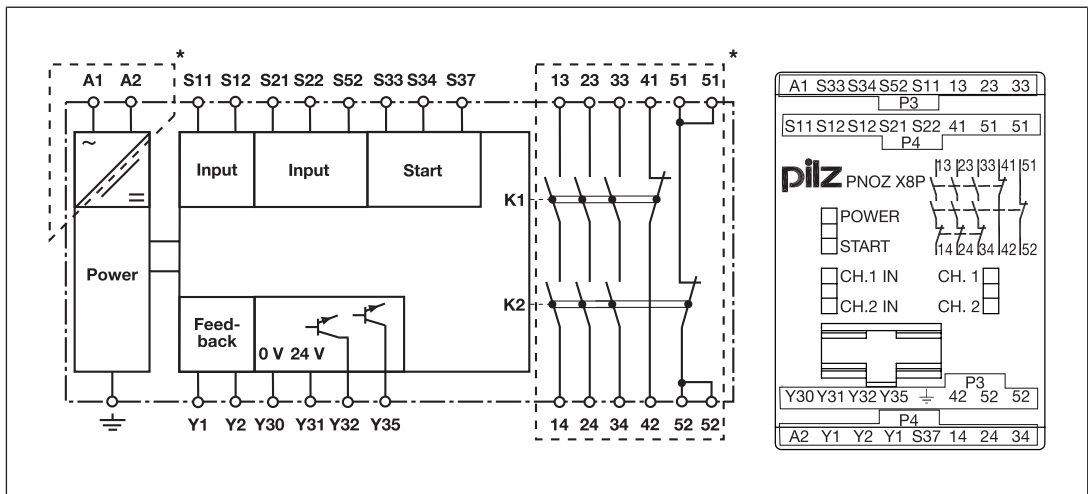 * *
A1 A2 S11 S12 S21 S22 S52 S33 S34 S37 13 23 33 41 51 51
~
=
Input Input Start
K1
Power
K2
Feed-
back
0 V 24 V
Y1 Y2 Y30 Y31 Y32 Y35 14 24 34 42 52 52
A1 S33 S34 S52 S11 13 23 33
P3
S11 S12 S12 S21 S22 41 51 51
P4
pilz PNOZ X8P
13 23 33 41 51
POWER
START
14 24 34 42 52
CH.1 IN CH. 1
CH.2 IN CH. 2
P3
Y30 Y31 Y32 Y35 42 52 52
P4
A2 Y1 Y2 Y1 S37 14 24 34